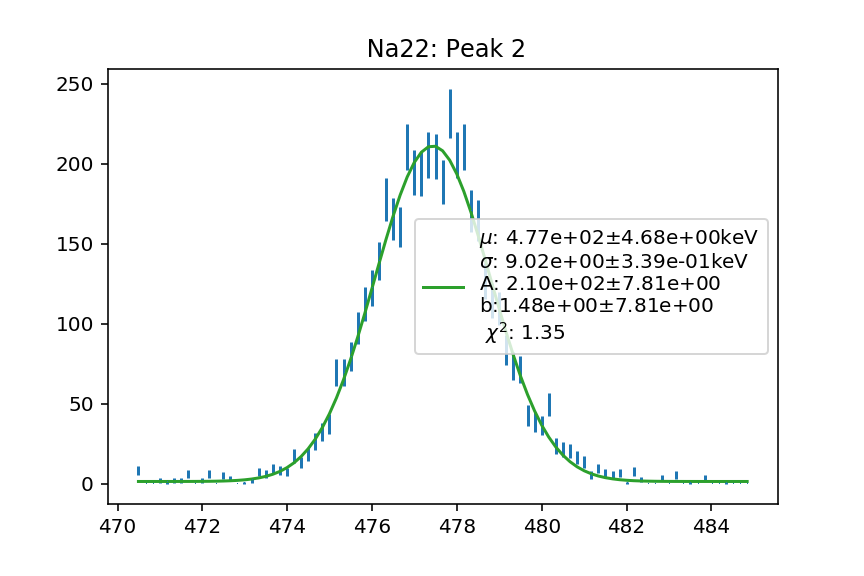 Na22: Peak 2
250
200
150
100
50
0
μ: 4.77e+02±4.68e+00keV
σ: 9.02e+00±3.39e-01keV
A: 2.10e+02±7.81e+00
b:1.48e+00±7.81e+00
χ²: 1.35
470 472 474 476 478 480 482 484